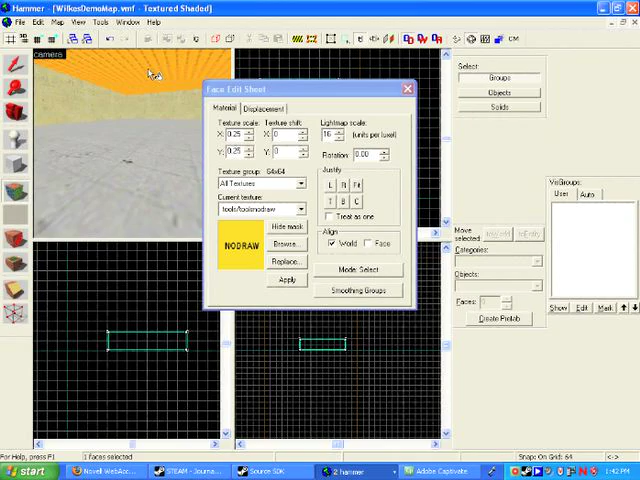 Hammer - [WilkesDemoMap.vmf - Textured Shaded]
File Edit Map View Tools Window Help
3D CM
camera
Face Edit Sheet
Material Displacement
Texture scale: Texture shift: Lightmap scale:
X: 0.25 X: 0 16 (units per luxel)
Y: 0.25 Y: 0 Rotation: 0.00
Texture group: 64x64
All Textures
Current texture:
tools/toolsnodraw
NODRAW
Hide mask
Browse...
Replace...
Apply
Justify
L R Fit
T B C
Treat as one
Align
World Face
Mode: Select
Smoothing Groups
Select:
Groups
Objects
Solids
Move selected: toWorld toEntity
Categories:
Objects:
Faces: 0
Create Prefab
VisGroups:
User Auto
Show Edit Mark
For Help, press F1 1 faces selected Snap: On Grid: 64 <->
start Novell WebAcc... STEAM - Journa... Source SDK 2 hammer Adobe Captivate 1:42 PM